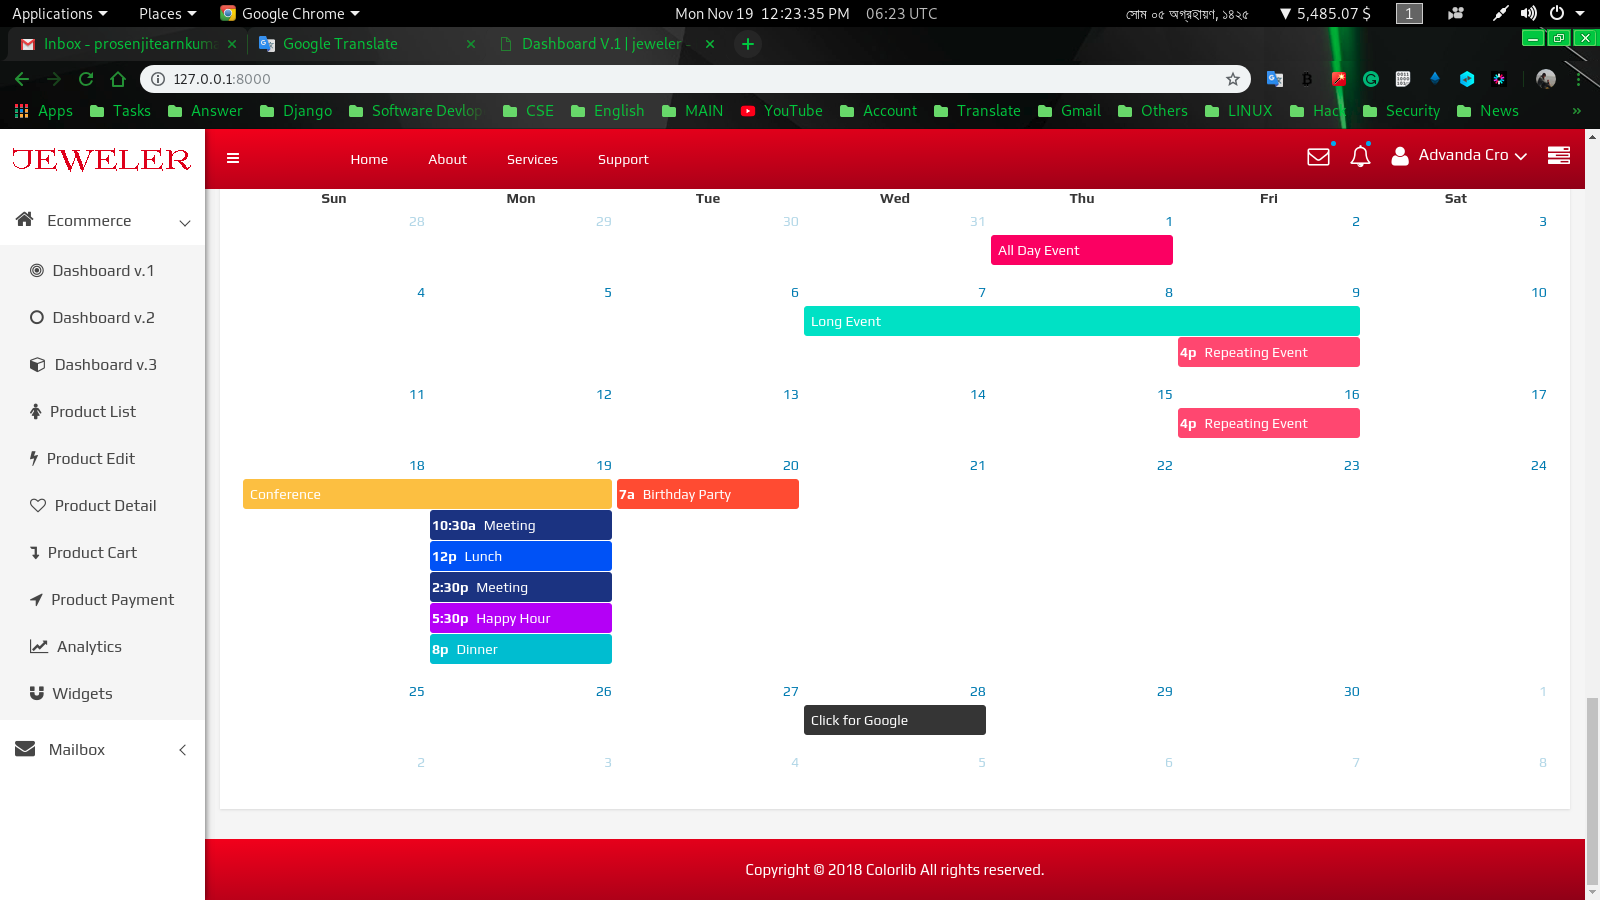 Applications Places Google Chrome Mon Nov 19 12:23:35 PM 06:23 UTC সোম ০৫ অগ্রহায়ণ, ১৪২৫ ▼ 5,485.07 $ 1
Inbox - prosenjitearnkuma Google Translate Dashboard V.1 | jeweler -
127.0.0.1:8000
Apps Tasks Answer Django Software Devlop CSE English MAIN YouTube Account Translate Gmail Others LINUX Hack Security News »
JEWELER Home About Services Support Advanda Cro
Ecommerce
Dashboard v.1
Dashboard v.2
Dashboard v.3
Product List
Product Edit
Product Detail
Product Cart
Product Payment
Analytics
Widgets
Mailbox
Sun Mon Tue Wed Thu Fri Sat
28 29 30 31 1 2 3
All Day Event
4 5 6 7 8 9 10
Long Event
4p Repeating Event
11 12 13 14 15 16 17
4p Repeating Event
18 19 20 21 22 23 24
Conference 7a Birthday Party
10:30a Meeting
12p Lunch
2:30p Meeting
5:30p Happy Hour
8p Dinner
25 26 27 28 29 30 1
Click for Google
2 3 4 5 6 7 8
Copyright © 2018 Colorlib All rights reserved.